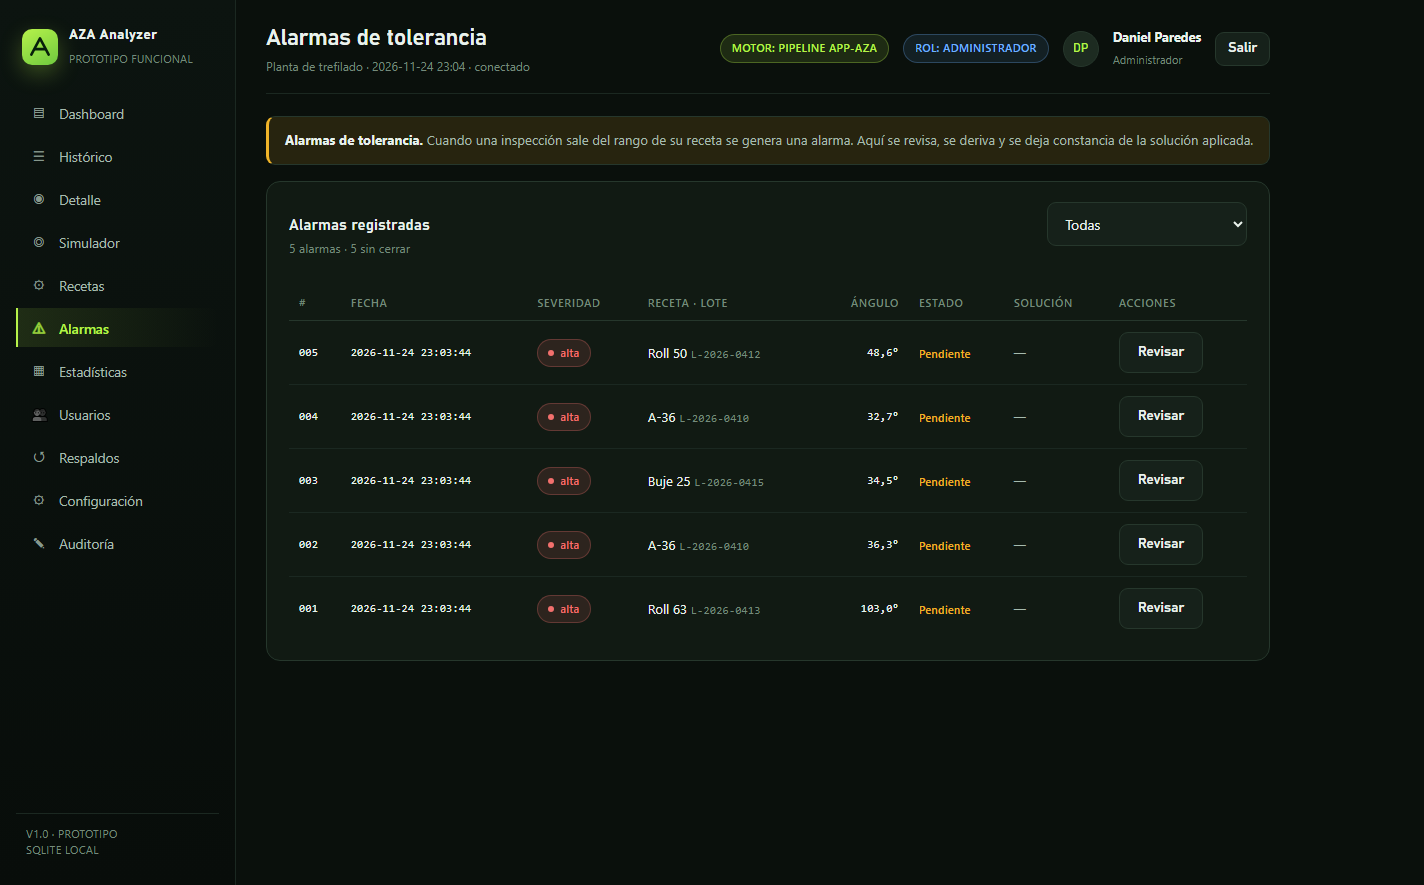 AZA Analyzer
PROTOTIPO FUNCIONAL
Dashboard
Histórico
Detalle
Simulador
Recetas
Alarmas
Estadísticas
Usuarios
Respaldos
Configuración
Auditoría
V1.0 · PROTOTIPO
SQLITE LOCAL
Alarmas de tolerancia
Planta de trefilado · 2026-11-24 23:04 · conectado
MOTOR: PIPELINE APP-AZA
ROL: ADMINISTRADOR
DP
Daniel Paredes
Administrador
Salir
Alarmas de tolerancia. Cuando una inspección sale del rango de su receta se genera una alarma. Aquí se revisa, se deriva y se deja constancia de la solución aplicada.
Alarmas registradas
5 alarmas · 5 sin cerrar
Todas
# FECHA SEVERIDAD RECETA · LOTE ÁNGULO ESTADO SOLUCIÓN ACCIONES
005 2026-11-24 23:03:44 alta Roll 50 L-2026-0412 48,6° Pendiente — Revisar
004 2026-11-24 23:03:44 alta A-36 L-2026-0410 32,7° Pendiente — Revisar
003 2026-11-24 23:03:44 alta Buje 25 L-2026-0415 34,5° Pendiente — Revisar
002 2026-11-24 23:03:44 alta A-36 L-2026-0410 36,3° Pendiente — Revisar
001 2026-11-24 23:03:44 alta Roll 63 L-2026-0413 103,0° Pendiente — Revisar